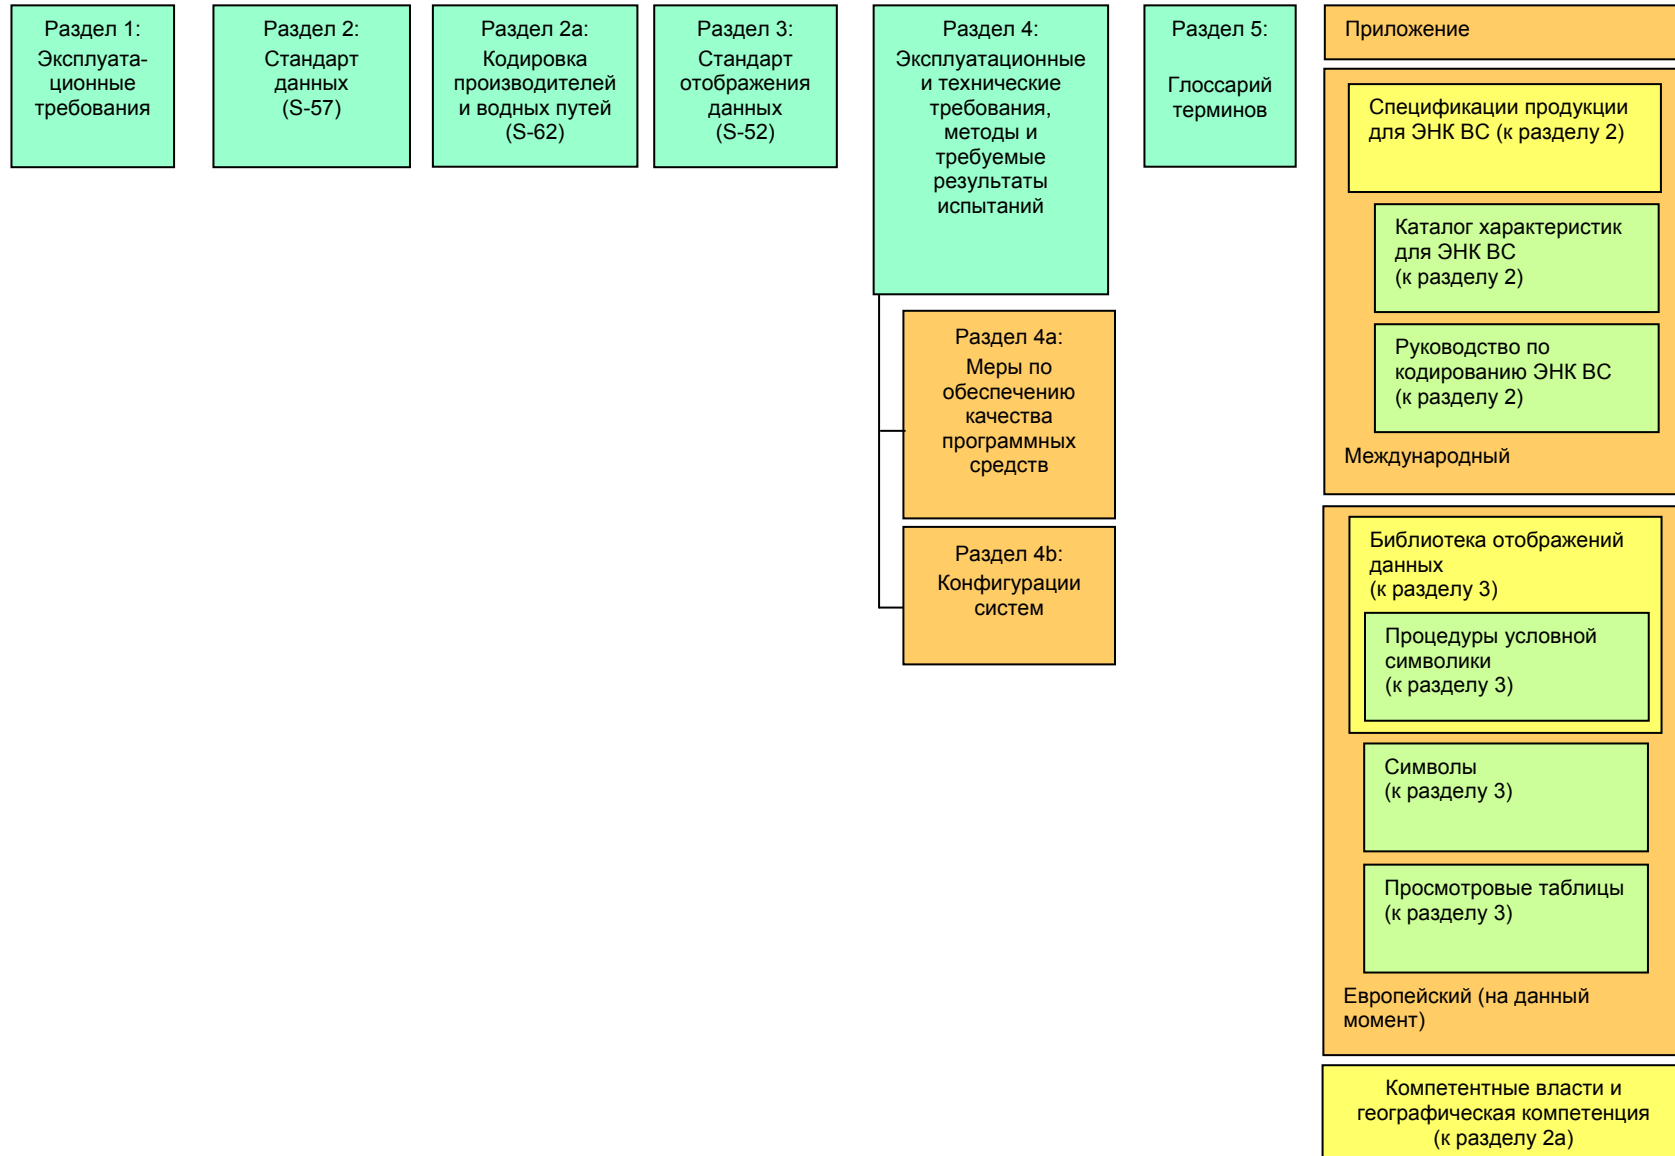 Раздел 1:
Эксплуата-
ционные
требования
Раздел 2:
Стандарт
данных
(S-57)
Раздел 2a:
Кодировка
производителей
и водных путей
(S-62)
Раздел 3:
Стандарт
отображения
данных
(S-52)
Раздел 4:
Эксплуатационные
и технические
требования,
методы и
требуемые
результаты
испытаний
Раздел 4a:
Меры по
обеспечению
качества
программных
средств
Раздел 4b:
Конфигурации
систем
Раздел 5:
Глоссарий
терминов
Приложение
Спецификации продукции
для ЭНК ВС (к разделу 2)
Каталог характеристик
для ЭНК ВС
(к разделу 2)
Руководство по
кодированию ЭНК ВС
(к разделу 2)
Международный
Библиотека отображений
данных
(к разделу 3)
Процедуры условной
символики
(к разделу 3)
Символы
(к разделу 3)
Просмотровые таблицы
(к разделу 3)
Европейский (на данный
момент)
Компетентные власти и
географическая компетенция
(к разделу 2a)